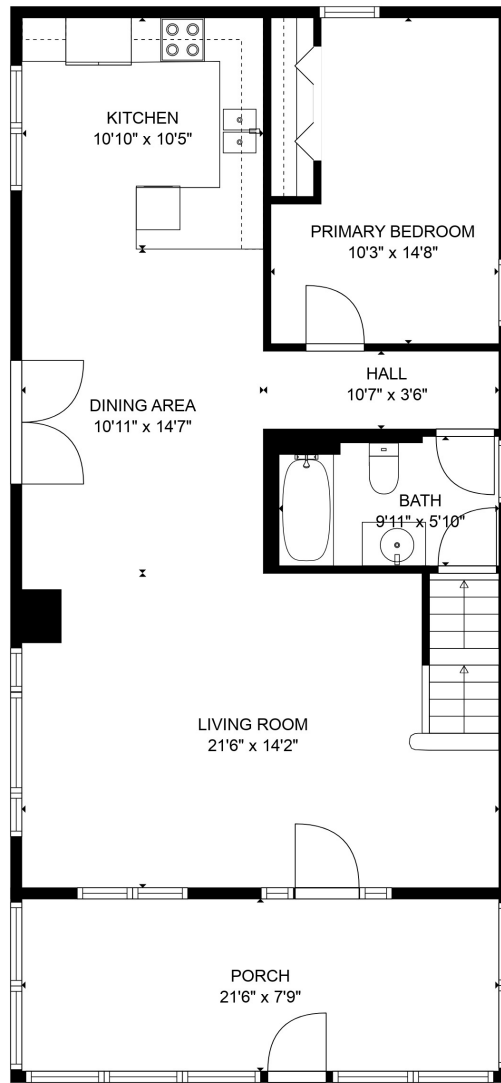 KITCHEN
10'10" x 10'5"
PRIMARY BEDROOM
10'3" x 14'8"
HALL
10'7" x 3'6"
DINING AREA
10'11" x 14'7"
BATH
9'11" x 5'10"
LIVING ROOM
21'6" x 14'2"
PORCH
21'6" x 7'9"